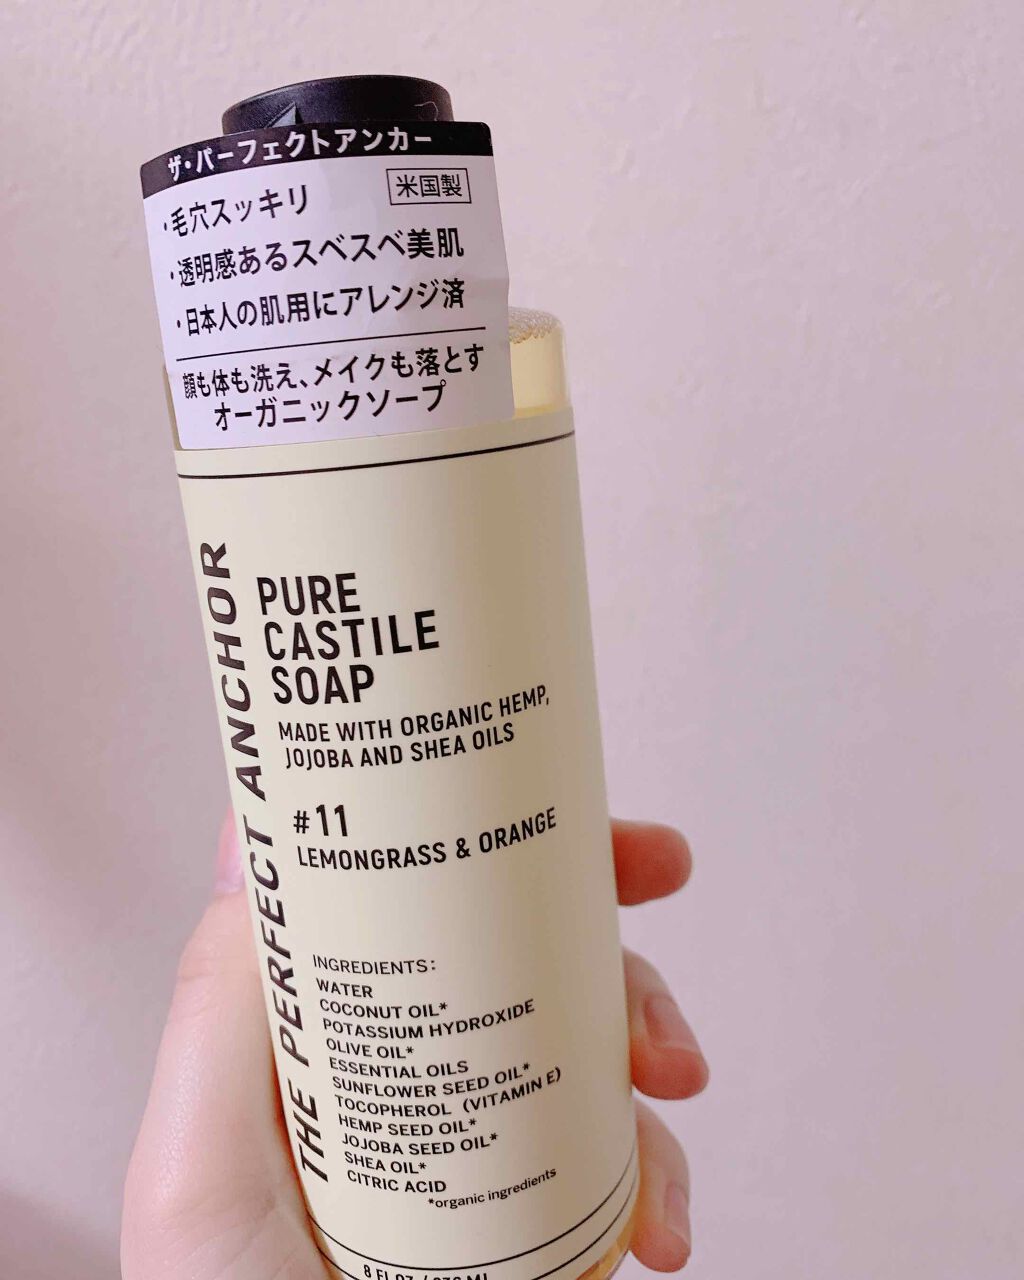 ザ・パーフェクトアンカー
米国製
・毛穴スッキリ
・透明感あるスベスベ美肌
・日本人の肌用にアレンジ済
顔も体も洗え、メイクも落とす
オーガニックソープ
THE PERFECT ANCHOR
PURE
CASTILE
SOAP
MADE WITH ORGANIC HEMP,
JOJOBA AND SHEA OILS
#11
LEMONGRASS & ORANGE
INGREDIENTS:
WATER
COCONUT OIL*
POTASSIUM HYDROXIDE
OLIVE OIL*
ESSENTIAL OILS
SUNFLOWER SEED OIL*
TOCOPHEROL (VITAMIN E)
HEMP SEED OIL*
JOJOBA SEED OIL*
SHEA OIL*
CITRIC ACID
*organic ingredients
8 FL OZ /